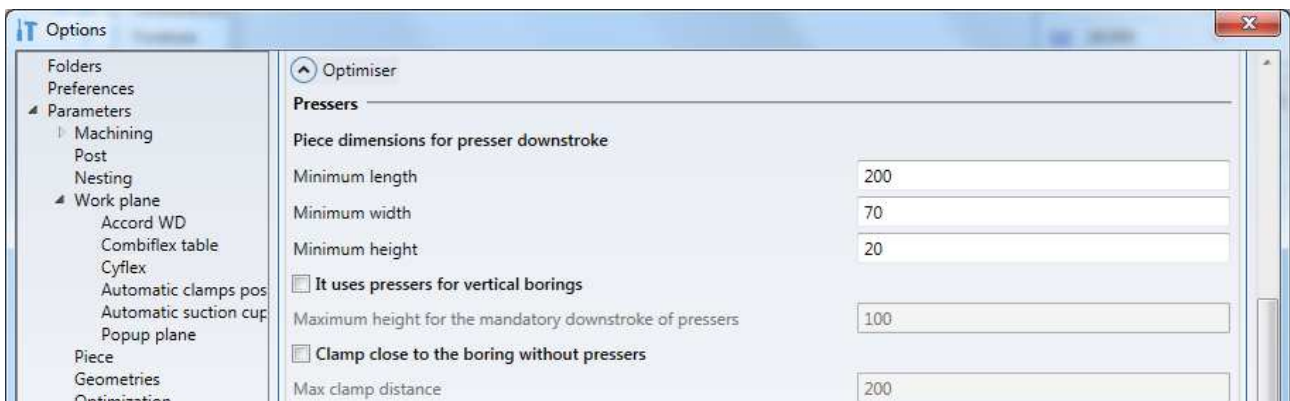 Options
Folders
Preferences
Parameters
Machining
Post
Nesting
Work plane
Accord WD
Combiflex table
Cyflex
Automatic clamps pos
Automatic suction cup
Popup plane
Piece
Geometries
Optimization
Optimiser
Pressers
Piece dimensions for presser downstroke
Minimum length 200
Minimum width 70
Minimum height 20
It uses pressers for vertical borings
Maximum height for the mandatory downstroke of pressers 100
Clamp close to the boring without pressers
Max clamp distance 200